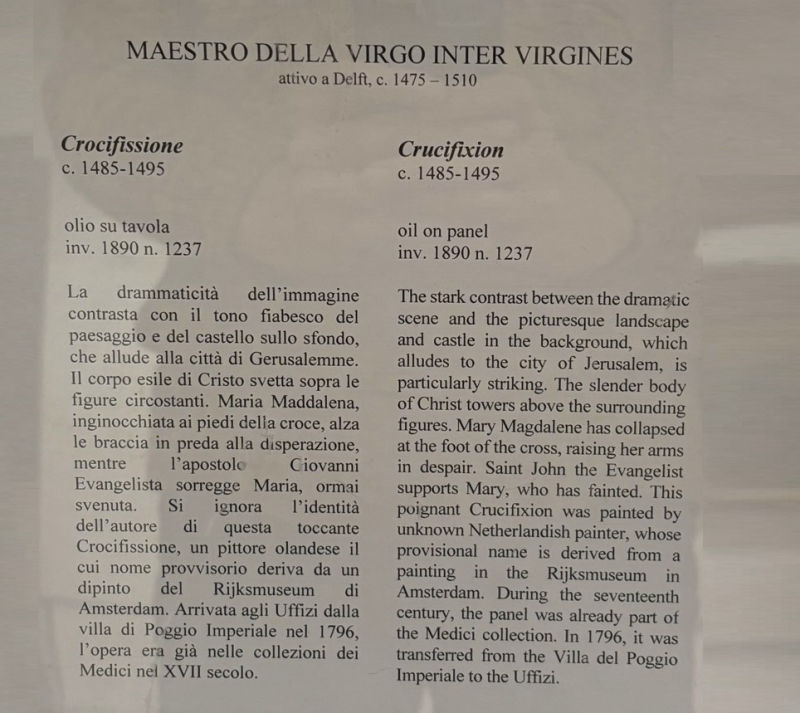 MAESTRO DELLA VIRGO INTER VIRGINES
attivo a Delft, c. 1475 – 1510
Crocifissione
c. 1485-1495
olio su tavola
inv. 1890 n. 1237
La drammaticità dell'immagine
contrasta con il tono fiabesco del
paesaggio e del castello sullo sfondo,
che allude alla città di Gerusalemme.
Il corpo esile di Cristo svetta sopra le
figure circostanti. Maria Maddalena,
inginocchiata ai piedi della croce, alza
le braccia in preda alla disperazione,
mentre l'apostolo Giovanni
Evangelista sorregge Maria, ormai
svenuta. Si ignora l'identità
dell'autore di questa toccante
Crocifissione, un pittore olandese il
cui nome provvisorio deriva da un
dipinto del Rijksmuseum di
Amsterdam. Arrivata agli Uffizi dalla
villa di Poggio Imperiale nel 1796,
l'opera era già nelle collezioni dei
Medici nel XVII secolo.
Crucifixion
c. 1485-1495
oil on panel
inv. 1890 n. 1237
The stark contrast between the dramatic
scene and the picturesque landscape
and castle in the background, which
alludes to the city of Jerusalem, is
particularly striking. The slender body
of Christ towers above the surrounding
figures. Mary Magdalene has collapsed
at the foot of the cross, raising her arms
in despair. Saint John the Evangelist
supports Mary, who has fainted. This
poignant Crucifixion was painted by
unknown Netherlandish painter, whose
provisional name is derived from a
painting in the Rijksmuseum in
Amsterdam. During the seventeenth
century, the panel was already part of
the Medici collection. In 1796, it was
transferred from the Villa del Poggio
Imperiale to the Uffizi.